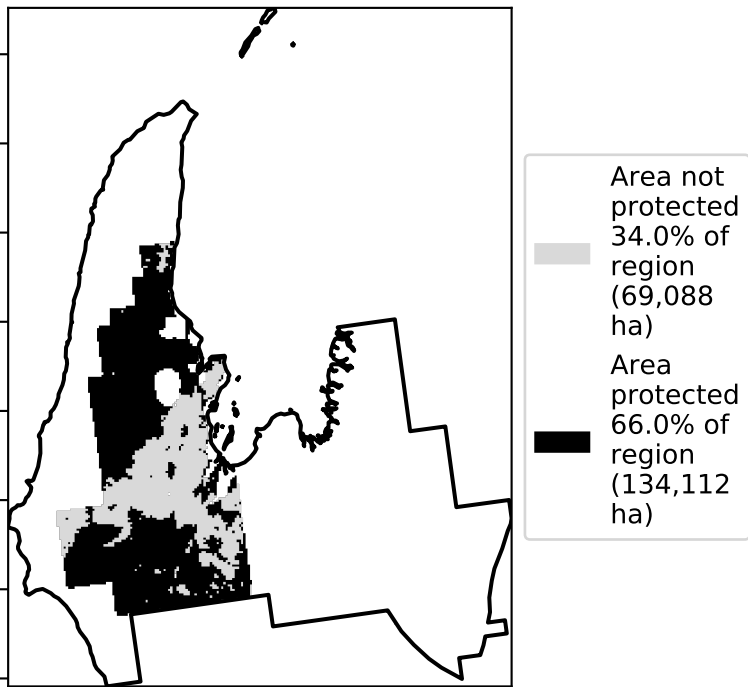 Area not
protected
34.0% of
region
(69,088
ha)
Area
protected
66.0% of
region
(134,112
ha)